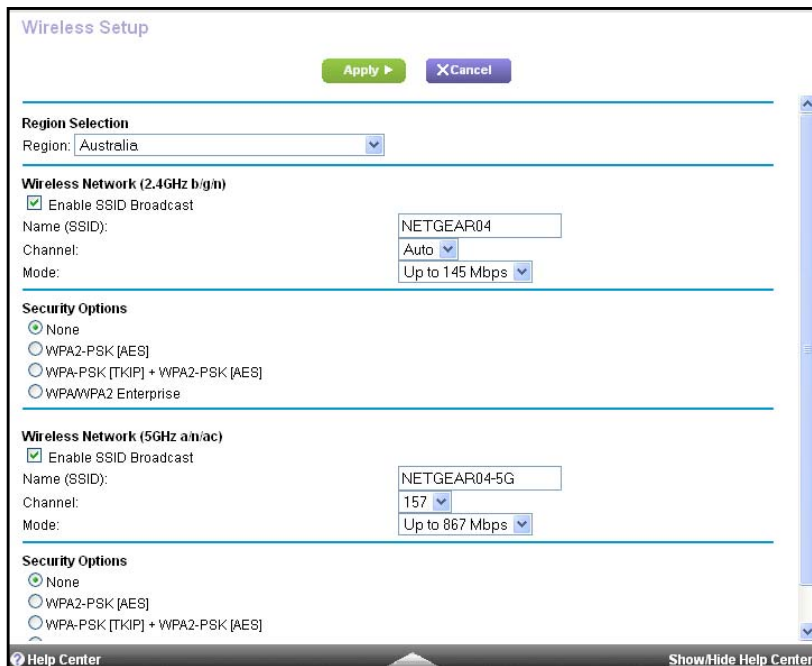 Wireless Setup
Apply
Cancel
Region Selection
Region: Australia
Wireless Network (2.4GHz b/g/n)
Enable SSID Broadcast
Name (SSID): NETGEAR04
Channel: Auto
Mode: Up to 145 Mbps
Security Options
None
WPA2-PSK [AES]
WPA-PSK [TKIP] + WPA2-PSK [AES]
WPA/WPA2 Enterprise
Wireless Network (5GHz a/n/ac)
Enable SSID Broadcast
Name (SSID): NETGEAR04-5G
Channel: 157
Mode: Up to 867 Mbps
Security Options
None
WPA2-PSK [AES]
WPA-PSK [TKIP] + WPA2-PSK [AES]
Help Center Show/Hide Help Center